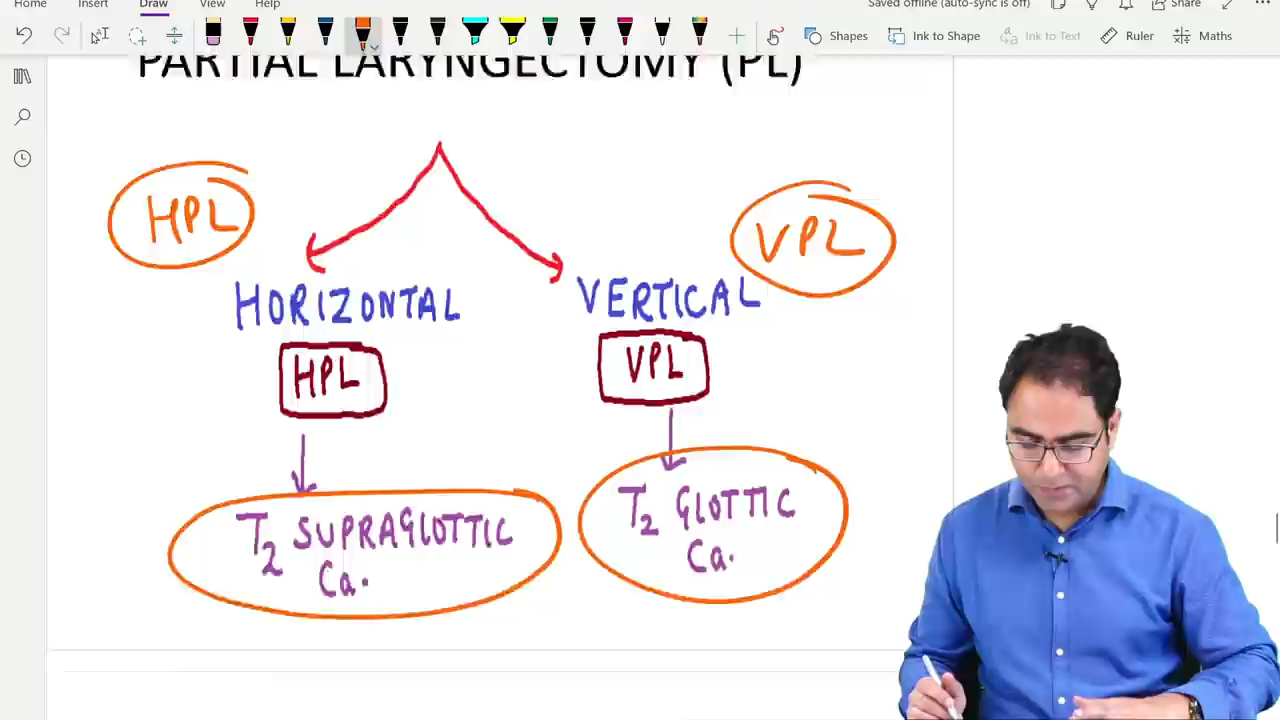 Home Insert Draw View Help Saved offline (auto-sync is off) Share
Shapes Ink to Shape Ink to Text Ruler Maths
PARTIAL LARYNGECTOMY (PL)
HPL
VPL
HORIZONTAL
VERTICAL
HPL
VPL
T2 SUPRAGLOTTIC
Ca.
T2 GLOTTIC
Ca.